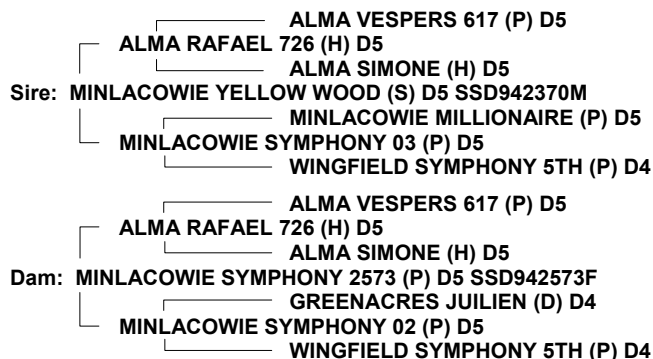 ALMA VESPERS 617 (P) D5
ALMA RAFAEL 726 (H) D5
ALMA SIMONE (H) D5
Sire: MINLACOWIE YELLOW WOOD (S) D5 SSD942370M
MINLACOWIE MILLIONAIRE (P) D5
MINLACOWIE SYMPHONY 03 (P) D5
WINGFIELD SYMPHONY 5TH (P) D4
ALMA VESPERS 617 (P) D5
ALMA RAFAEL 726 (H) D5
ALMA SIMONE (H) D5
Dam: MINLACOWIE SYMPHONY 2573 (P) D5 SSD942573F
GREENACRES JUILIEN (D) D4
MINLACOWIE SYMPHONY 02 (P) D5
WINGFIELD SYMPHONY 5TH (P) D4